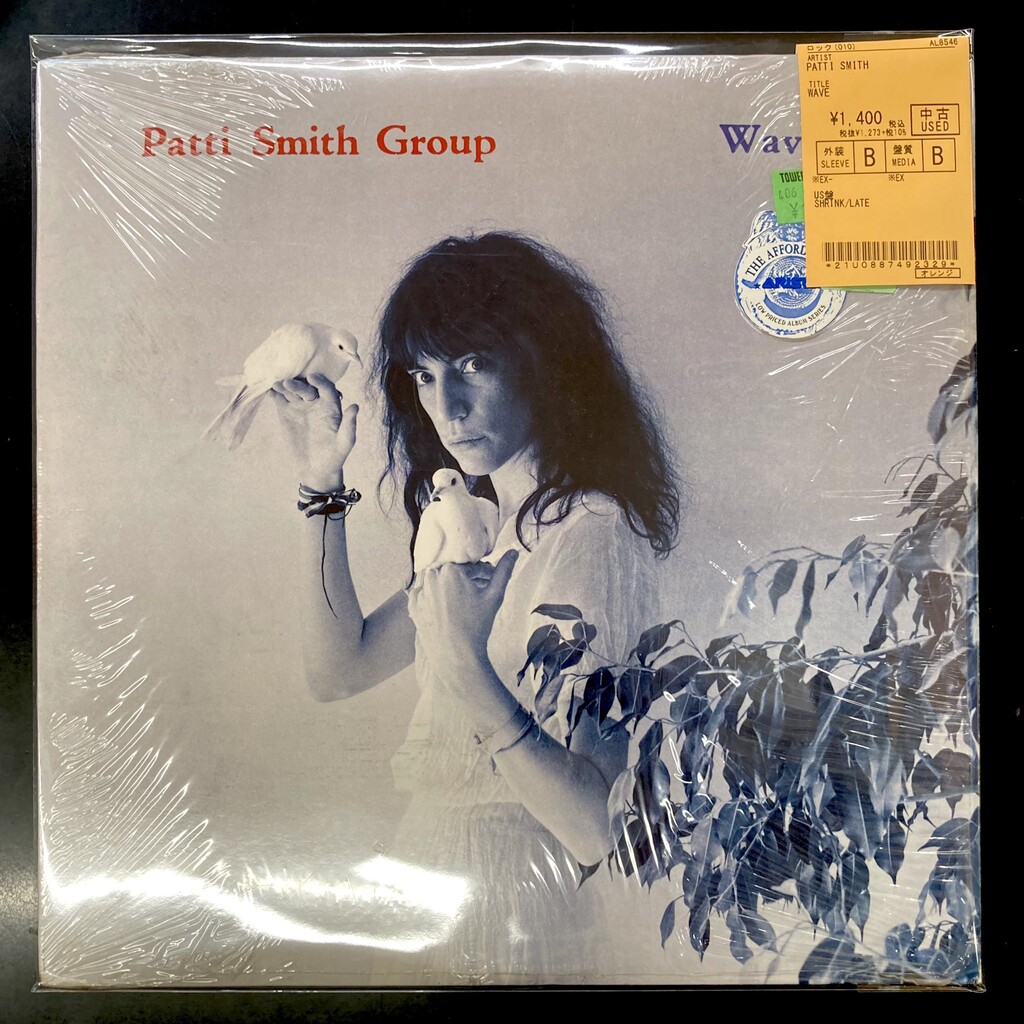 Patti Smith Group
Wav
ロック(010) AL8546
ARTIST
PATTI SMITH
TITLE
WAVE
¥1,400 税込
税抜¥1,273+税10%
中古
USED
外装
SLEEVE
B
盤質
MEDIA
B
※EX-
※EX
US盤
SHRINK/LATE
*21U0887492329*
オレンジ
TOWER
¥
THE AFFORD
LOW PRICED ALBUM SERIES